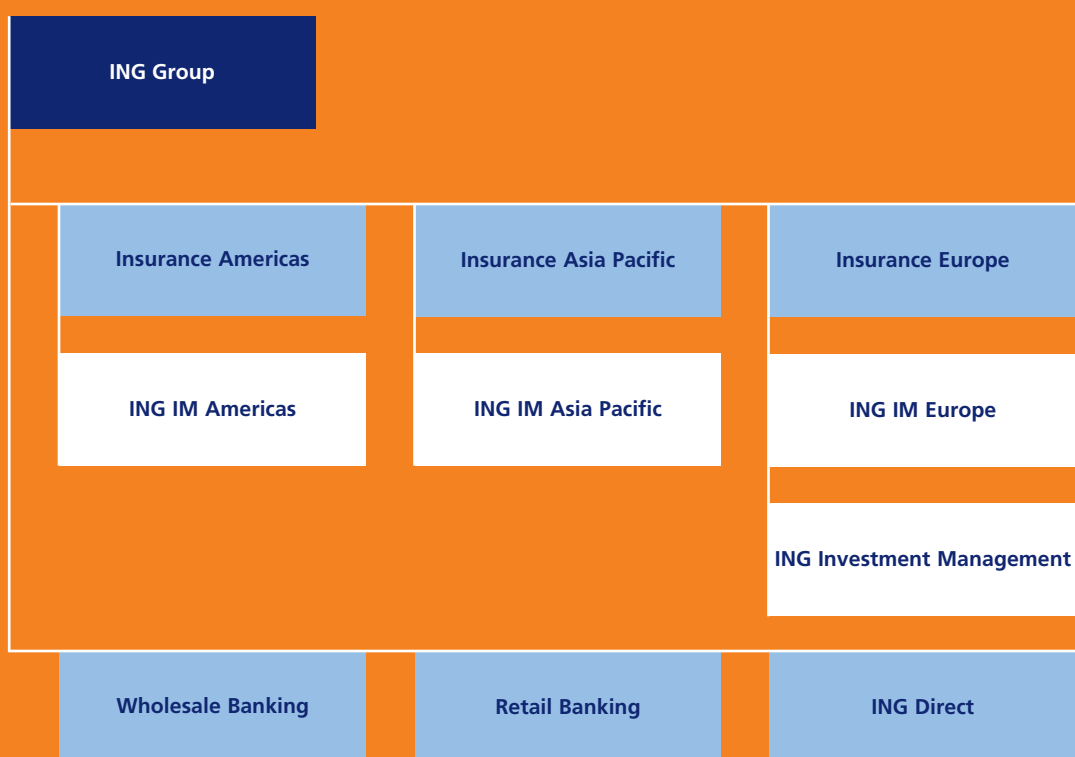 ING Group
Insurance Americas
Insurance Asia Pacific
Insurance Europe
ING IM Americas
ING IM Asia Pacific
ING IM Europe
ING Investment Management
Wholesale Banking
Retail Banking
ING Direct